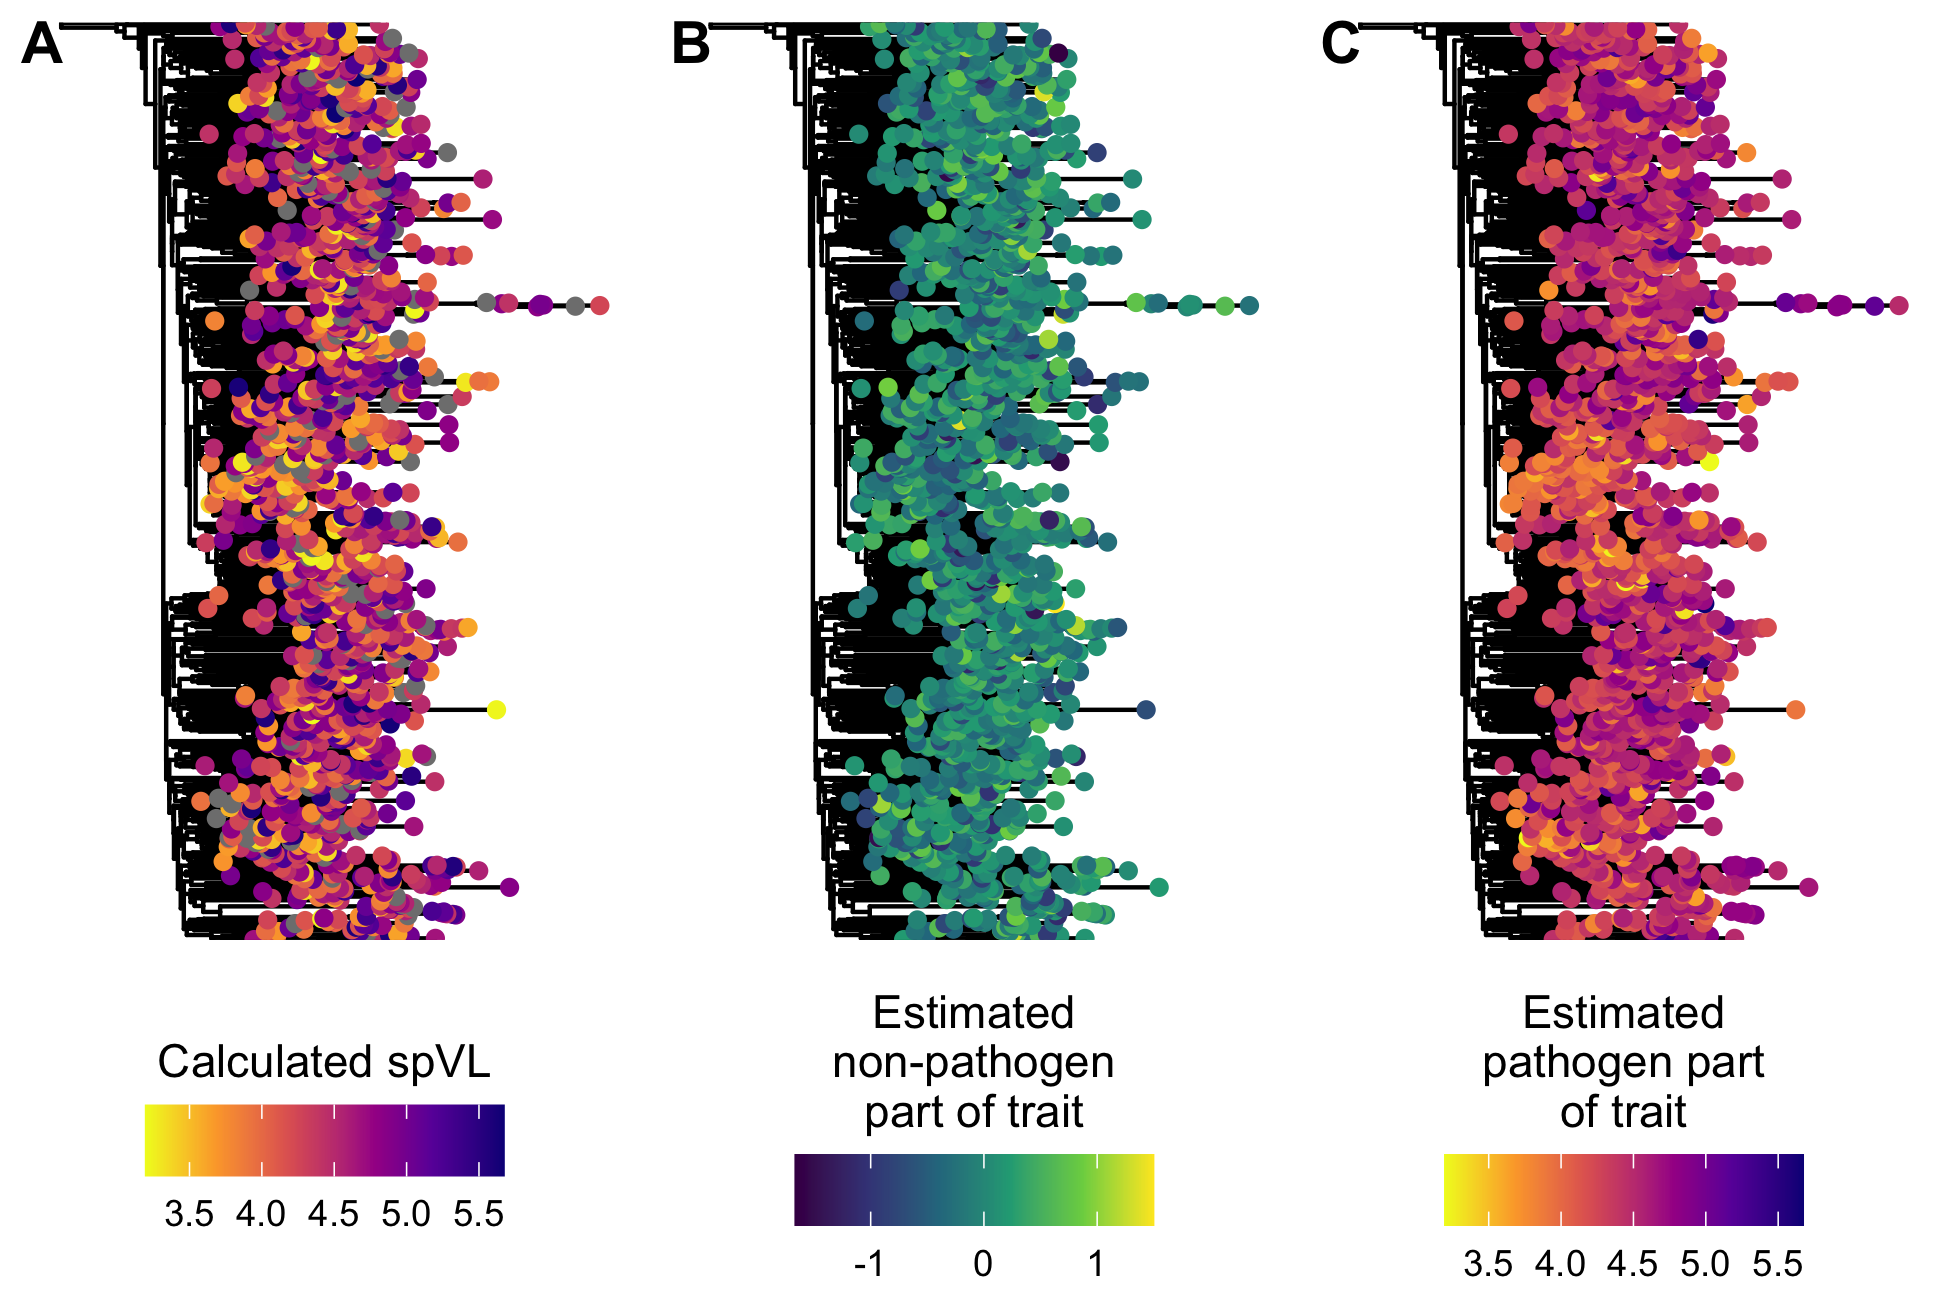 A
B
C
Calculated spVL
3.5 4.0 4.5 5.0 5.5
Estimated
non-pathogen
part of trait
-1 0 1
Estimated
pathogen part
of trait
3.5 4.0 4.5 5.0 5.5